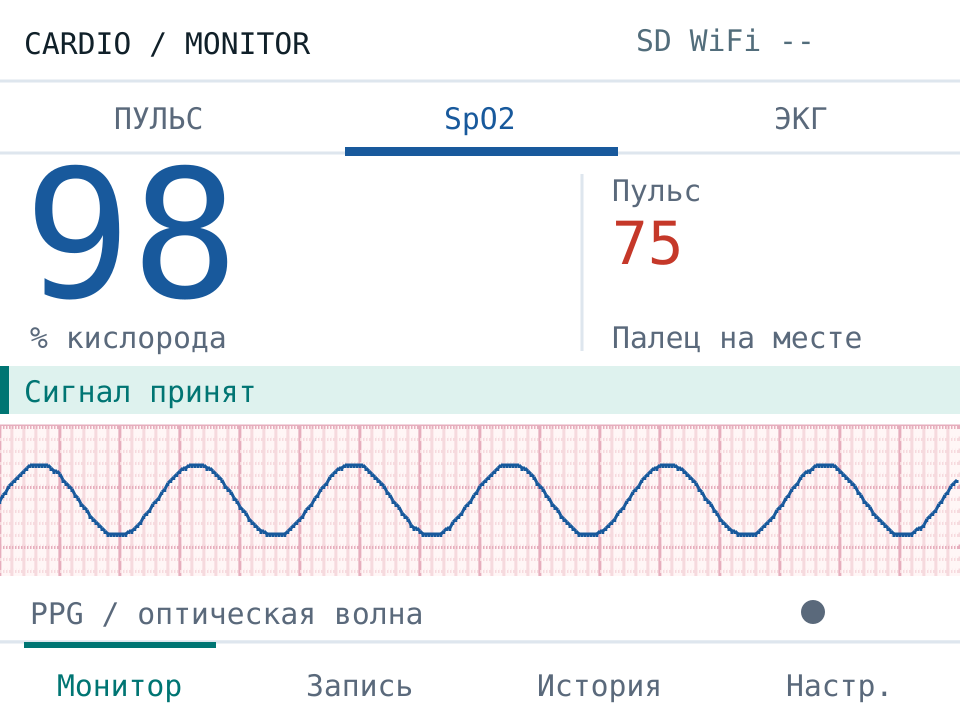 CARDIO / MONITOR
SD WiFi --
ПУЛЬС
SpO2
ЭКГ
98
% кислорода
Пульс
75
Палец на месте
Сигнал принят
PPG / оптическая волна
Монитор
Запись
История
Настр.